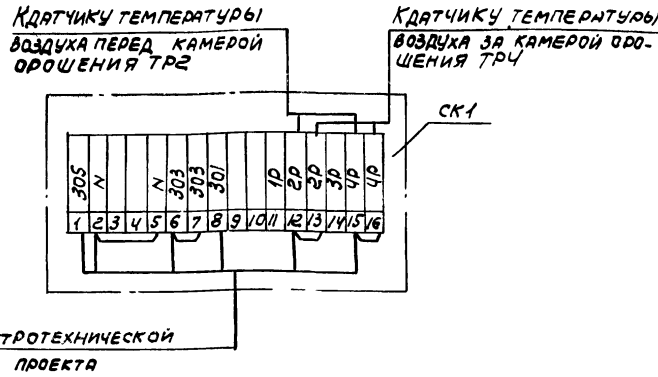 К ДАТЧИКУ ТЕМПЕРАТУРЫ
ВОЗДУХА ПЕРЕД КАМЕРОЙ
ОРОШЕНИЯ ТР2
К ДАТЧИКУ ТЕМПЕРАТУРЫ
ВОЗДУХА ЗА КАМЕРОЙ ОРО-
ШЕНИЯ ТР4
СК1
305 N N 303 303 301 1Р 2Р 2Р 3Р 4Р 4Р
1 2 3 4 5 6 7 8 9 10 11 12 13 14 15 16
ТРОТЕХНИЧЕСКОЙ
ПРОЕКТА